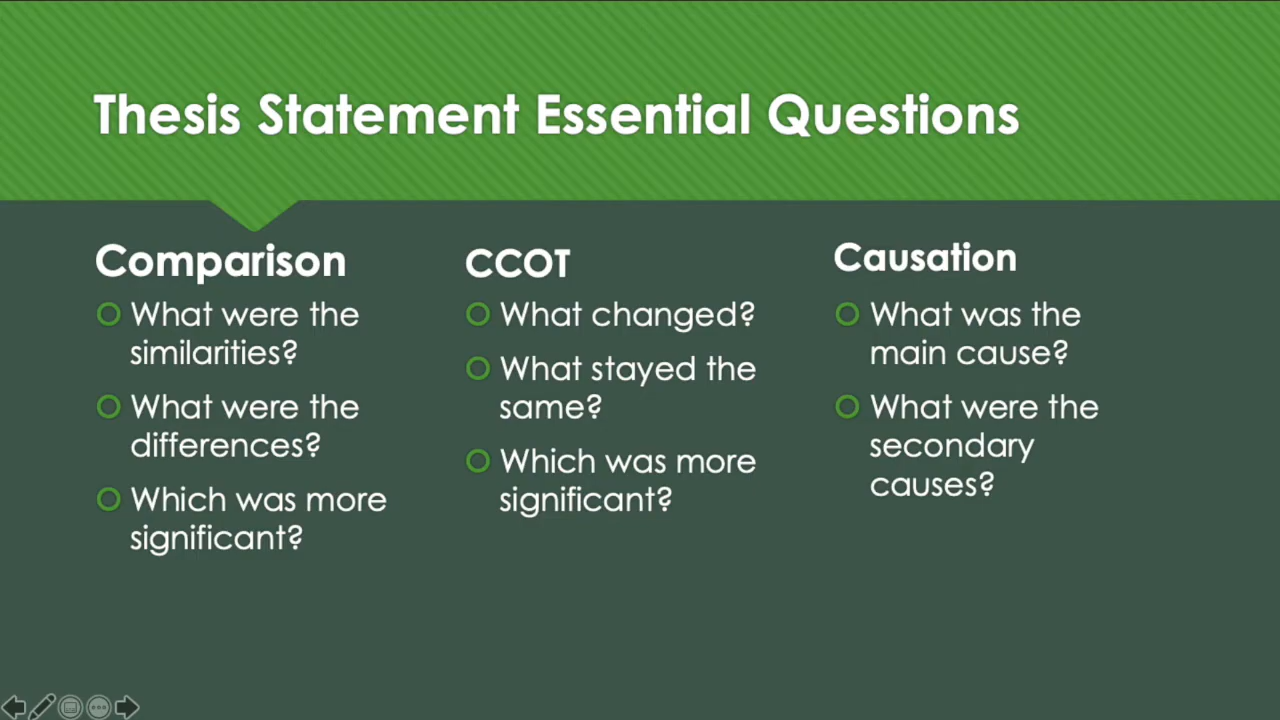 Thesis Statement Essential Questions
Comparison
What were the
similarities?
What were the
differences?
Which was more
significant?
CCOT
What changed?
What stayed the
same?
Which was more
significant?
Causation
What was the
main cause?
What were the
secondary
causes?